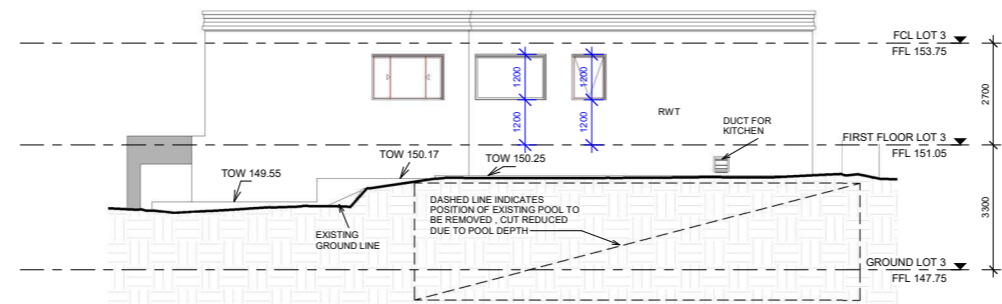 FCL LOT 3
FFL 153.75
1200
1200
1200
1200
2700
RWT
DUCT FOR
KITCHEN
FIRST FLOOR LOT 3
FFL 151.05
TOW 150.17
TOW 150.25
TOW 149.55
DASHED LINE INDICATES
POSITION OF EXISTING POOL TO
BE REMOVED , CUT REDUCED
DUE TO POOL DEPTH
EXISTING
GROUND LINE
3300
GROUND LOT 3
FFL 147.75